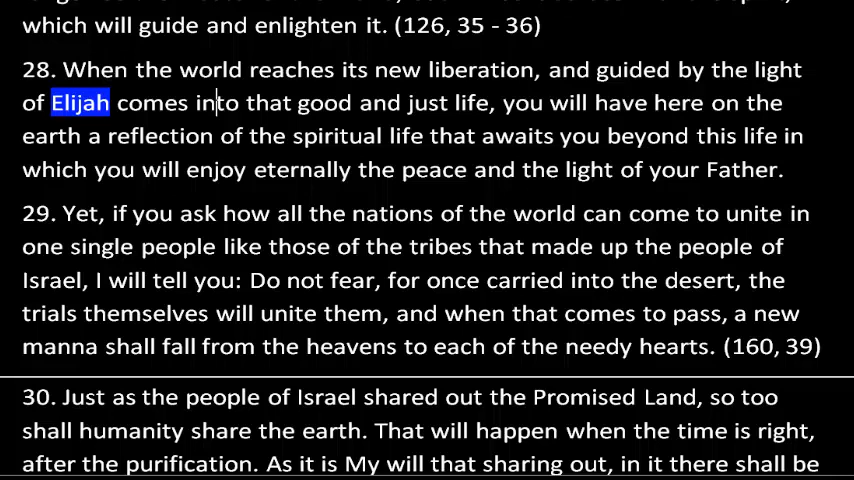 which will guide and enlighten it. (126, 35 - 36)
28. When the world reaches its new liberation, and guided by the light
of Elijah comes into that good and just life, you will have here on the
earth a reflection of the spiritual life that awaits you beyond this life in
which you will enjoy eternally the peace and the light of your Father.
29. Yet, if you ask how all the nations of the world can come to unite in
one single people like those of the tribes that made up the people of
Israel, I will tell you: Do not fear, for once carried into the desert, the
trials themselves will unite them, and when that comes to pass, a new
manna shall fall from the heavens to each of the needy hearts. (160, 39)
30. Just as the people of Israel shared out the Promised Land, so too
shall humanity share the earth. That will happen when the time is right,
after the purification. As it is My will that sharing out, in it there shall be